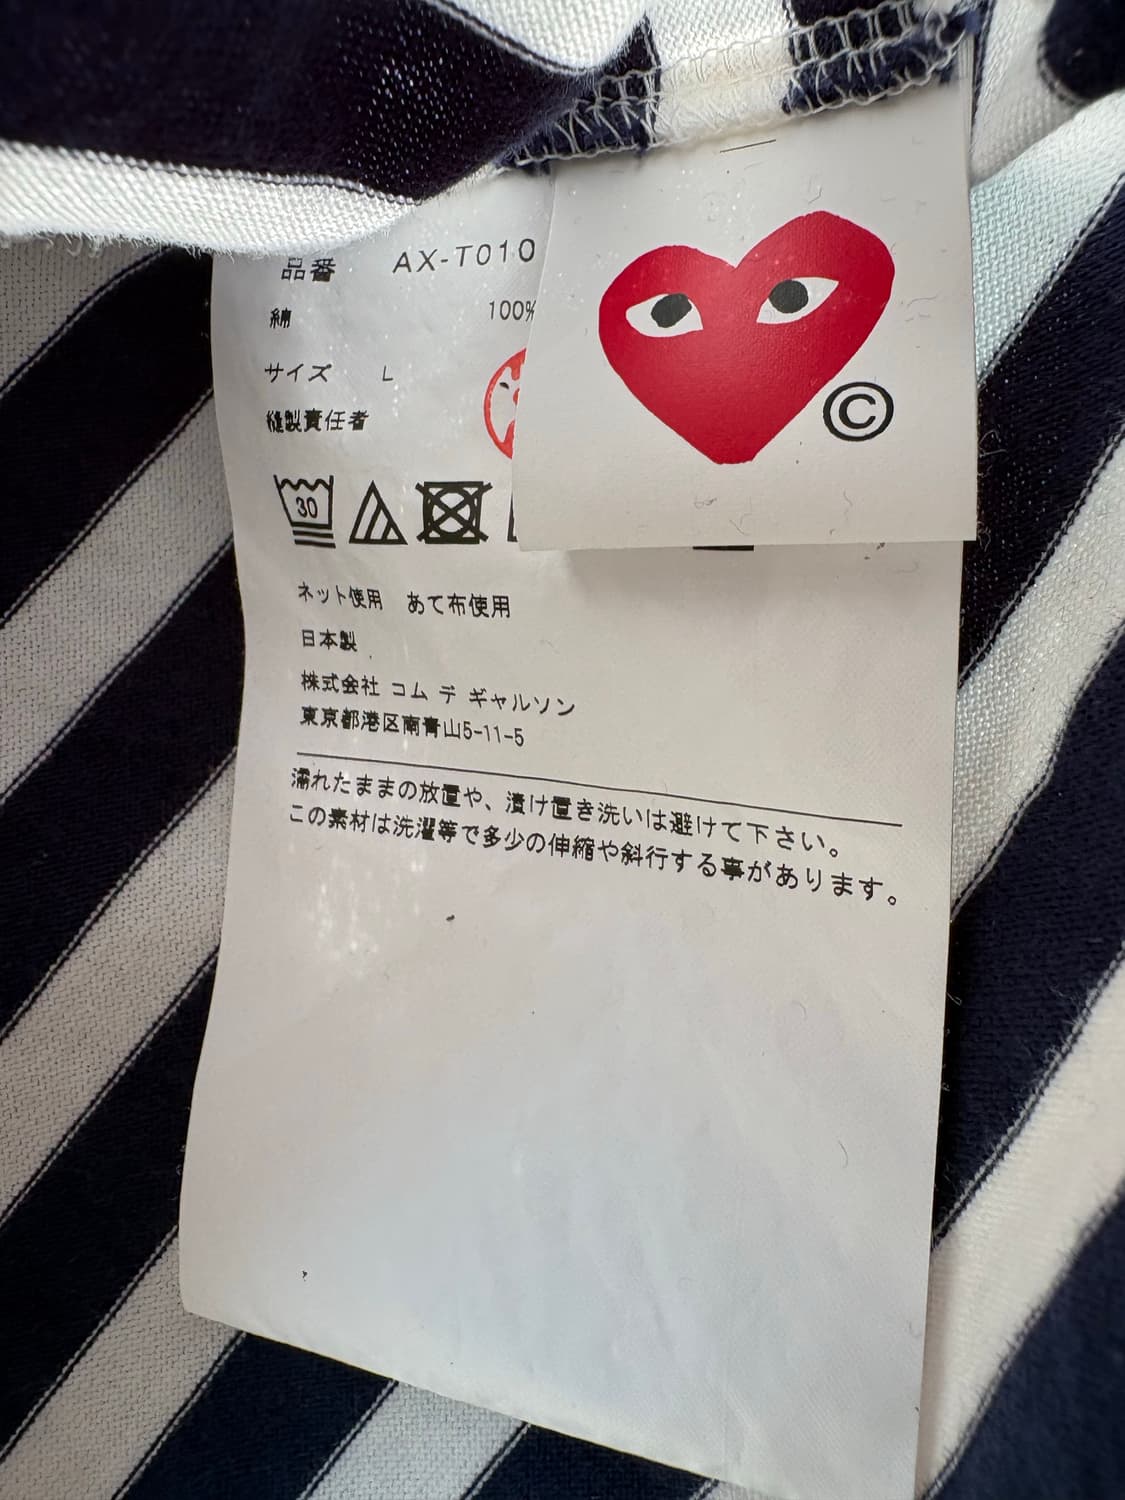 品番 AX-T010
綿 100%
サイズ L
縫製責任者
©
30
ネット使用 あて布使用
日本製
株式会社 コム デ ギャルソン
東京都港区南青山5-11-5
濡れたままの放置や、漬け置き洗いは避けて下さい。
この素材は洗濯等で多少の伸縮や斜行する事があります。